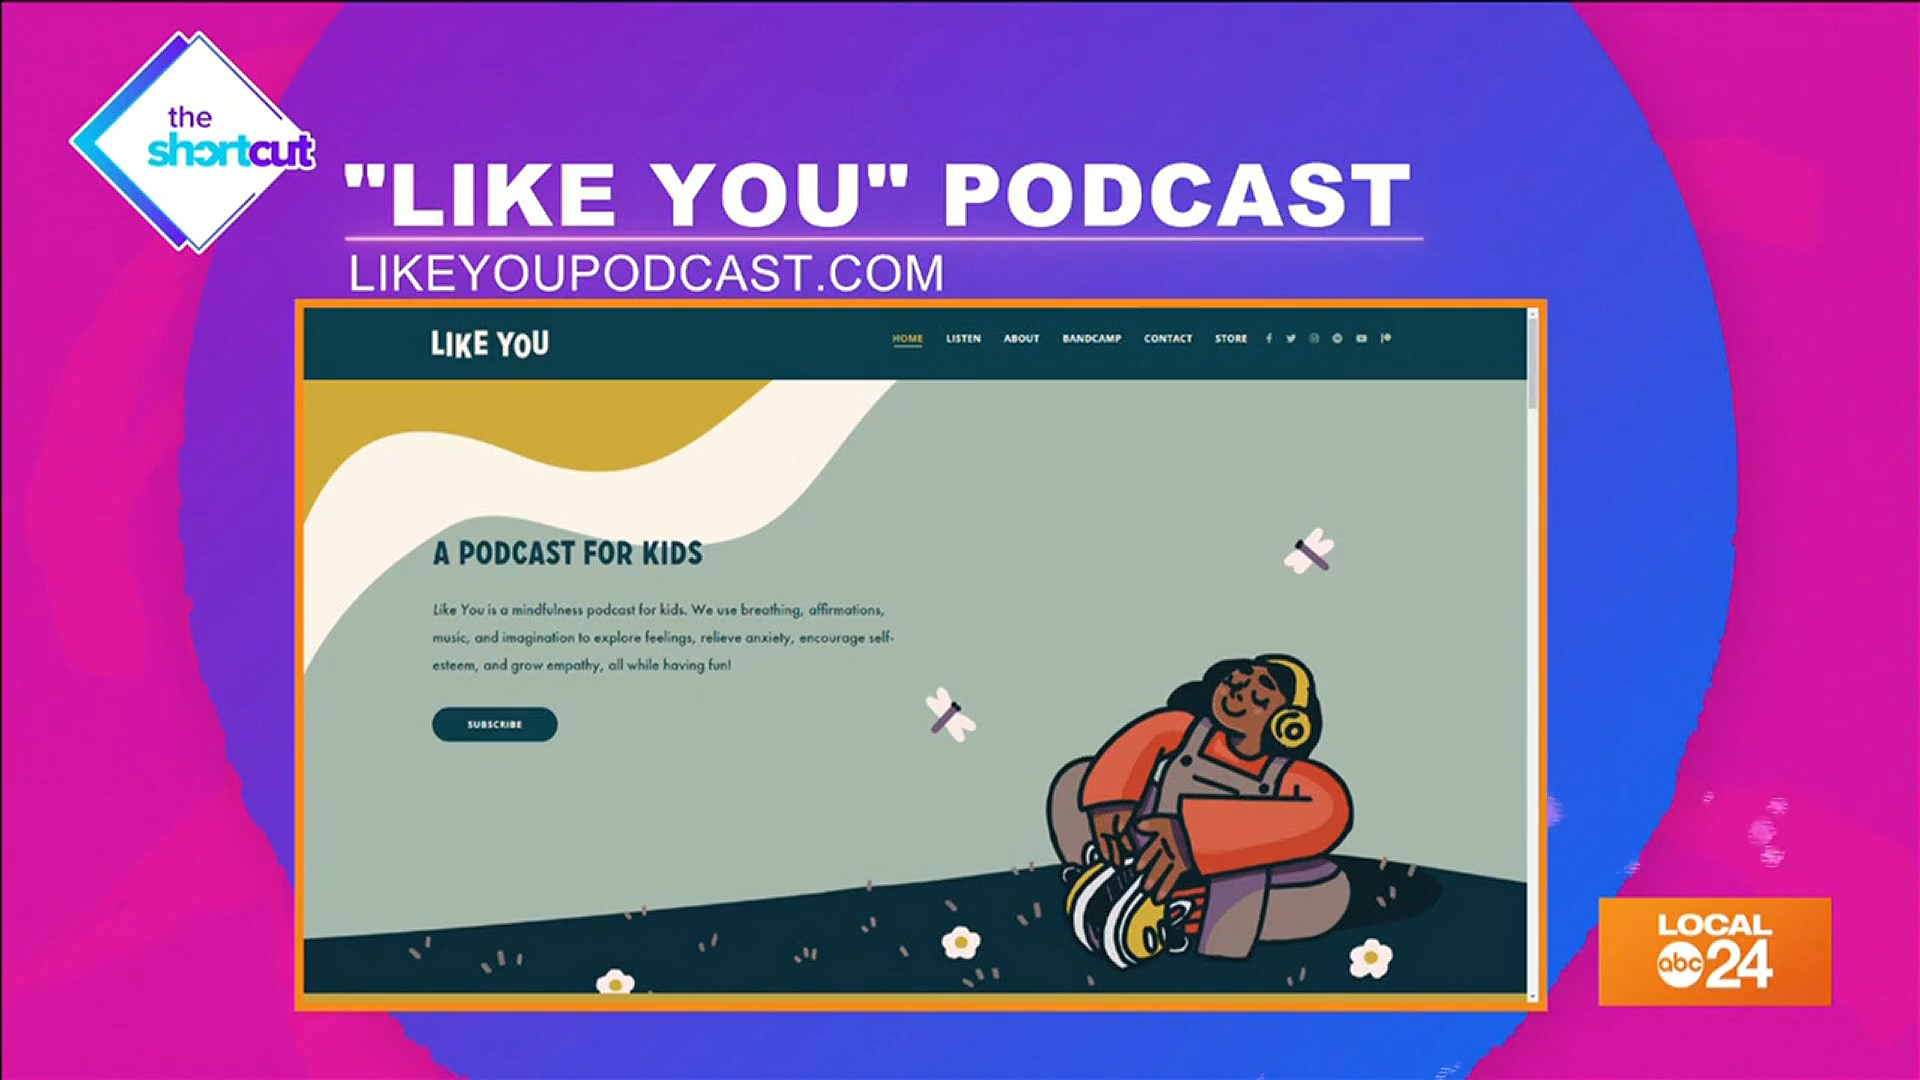 the
shortcut
"LIKE YOU" PODCAST
LIKEYOUPODCAST.COM
LIKE YOU
HOME LISTEN ABOUT BANDCAMP CONTACT STORE
A PODCAST FOR KIDS
Like You is a mindfulness podcast for kids. We use breathing, affirmations,
music, and imagination to explore feelings, relieve anxiety, encourage self-
esteem, and grow empathy, all while having fun!
SUBSCRIBE
LOCAL
abc 24